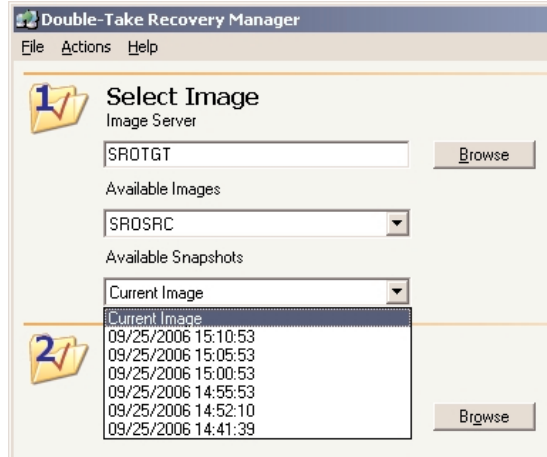 Double-Take Recovery Manager
File Actions Help
1
Select Image
Image Server
SROTGT
Browse
Available Images
SROSRC
Available Snapshots
Current Image
Current Image
09/25/2006 15:10:53
09/25/2006 15:05:53
09/25/2006 15:00:53
09/25/2006 14:55:53
09/25/2006 14:52:10
09/25/2006 14:41:39
2
Browse